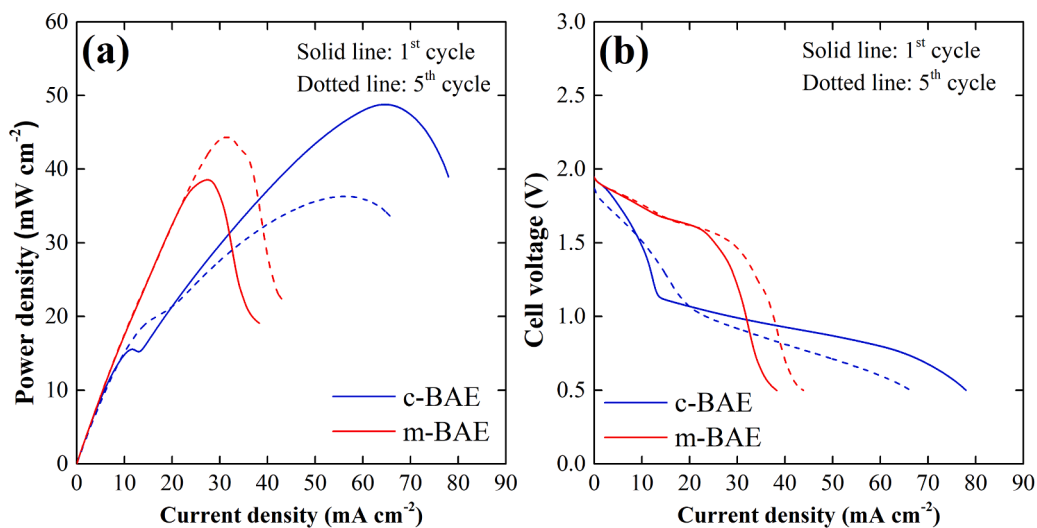 (a)
Solid line: 1st cycle
Dotted line: 5th cycle
Power density (mW cm-2)
60
50
40
30
20
10
0
c-BAE
m-BAE
0 10 20 30 40 50 60 70 80 90
Current density (mA cm-2)
(b)
Solid line: 1st cycle
Dotted line: 5th cycle
Cell voltage (V)
3.0
2.5
2.0
1.5
1.0
0.5
0.0
c-BAE
m-BAE
0 10 20 30 40 50 60 70 80 90
Current density (mA cm-2)